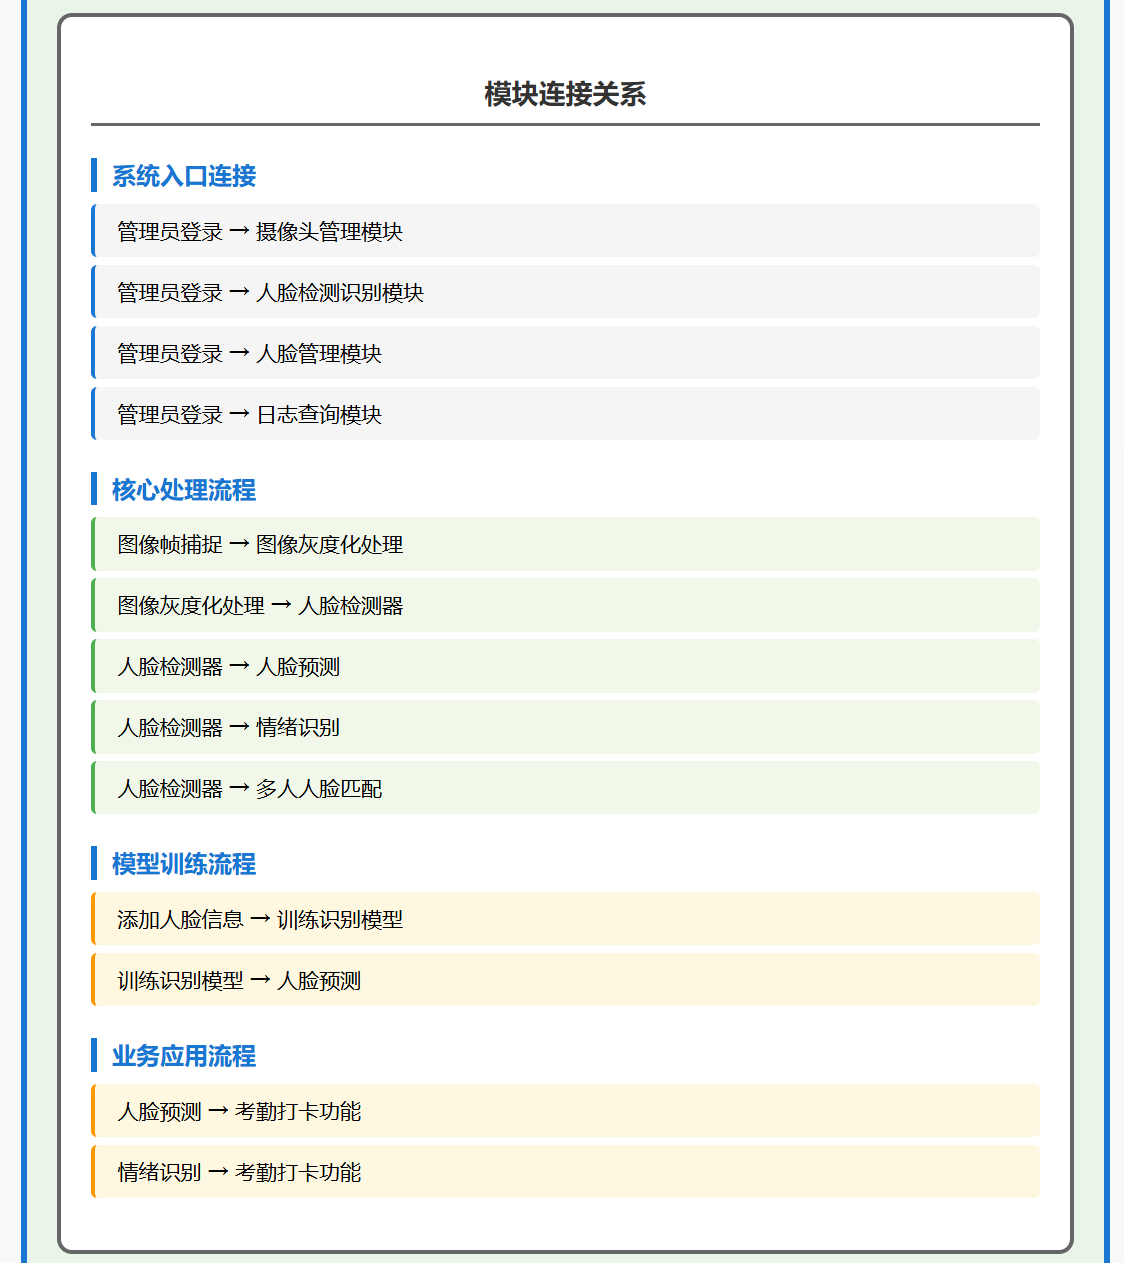 模块连接关系
系统入口连接
管理员登录 → 摄像头管理模块
管理员登录 → 人脸检测识别模块
管理员登录 → 人脸管理模块
管理员登录 → 日志查询模块
核心处理流程
图像帧捕捉 → 图像灰度化处理
图像灰度化处理 → 人脸检测器
人脸检测器 → 人脸预测
人脸检测器 → 情绪识别
人脸检测器 → 多人人脸匹配
模型训练流程
添加人脸信息 → 训练识别模型
训练识别模型 → 人脸预测
业务应用流程
人脸预测 → 考勤打卡功能
情绪识别 → 考勤打卡功能